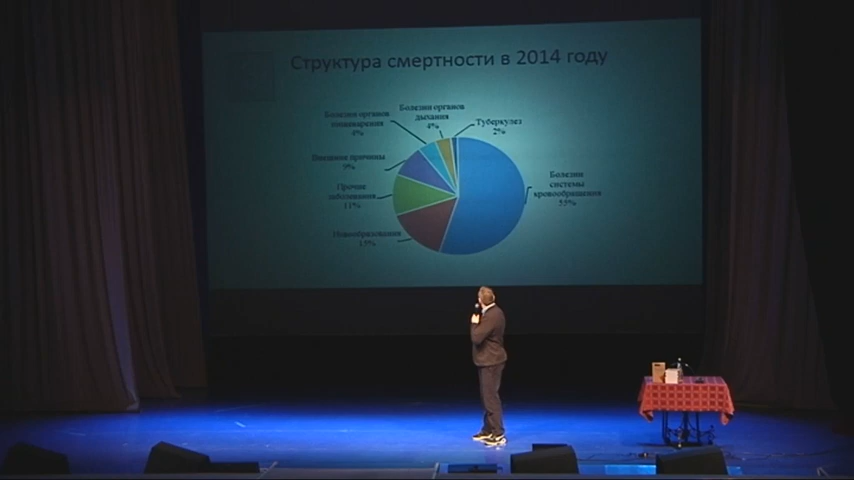 Структура смертности в 2014 году
Болезни органов
дыхания
4%
Болезни органов
пищеварения
4%
Туберкулез
2%
Внешние причины
9%
Болезни
системы
кровообращения
55%
Прочие
заболевания
11%
Новообразования
15%